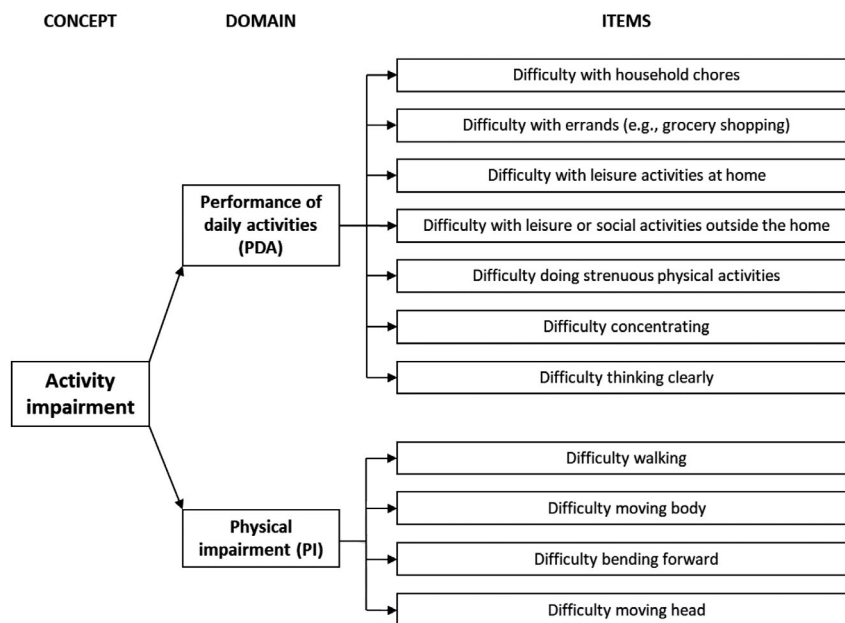 CONCEPT DOMAIN ITEMS
Difficulty with household chores
Difficulty with errands (e.g., grocery shopping)
Difficulty with leisure activities at home
Performance of
daily activities
(PDA)
Difficulty with leisure or social activities outside the home
Difficulty doing strenuous physical activities
Difficulty concentrating
Difficulty thinking clearly
Activity
impairment
Difficulty walking
Difficulty moving body
Physical
impairment (PI)
Difficulty bending forward
Difficulty moving head